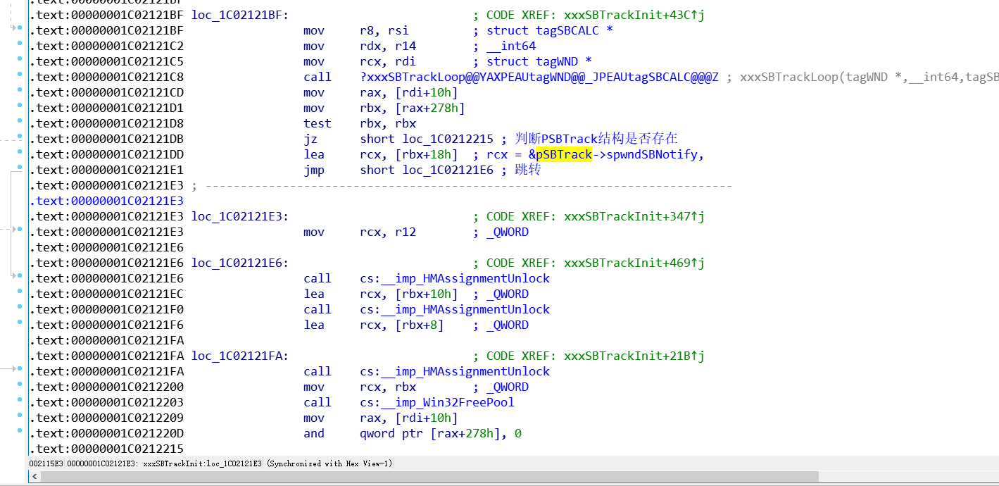 .text:00000001C02121BF loc_1C02121BF: ; CODE XREF: xxxSBTrackInit+43C↑j
.text:00000001C02121BF mov r8, rsi ; struct tagSBCALC *
.text:00000001C02121C2 mov rdx, r14 ; __int64
.text:00000001C02121C5 mov rcx, rdi ; struct tagWND *
.text:00000001C02121C8 call ?xxxSBTrackLoop@@YAXPEAUtagWND@@_JPEAUtagSBCALC@@@Z ; xxxSBTrackLoop(tagWND *,__int64,tagSB
.text:00000001C02121CD mov rax, [rdi+10h]
.text:00000001C02121D1 mov rbx, [rax+278h]
.text:00000001C02121D8 test rbx, rbx
.text:00000001C02121DB jz short loc_1C0212215 ; 判断PSBTrack结构是否存在
.text:00000001C02121DD lea rcx, [rbx+18h] ; rcx = &pSBTrack->spwndSBNotify,
.text:00000001C02121E1 jmp short loc_1C02121E6 ; 跳转
.text:00000001C02121E3 ; ---------------------------------------------------------------------------
.text:00000001C02121E3
.text:00000001C02121E3 loc_1C02121E3: ; CODE XREF: xxxSBTrackInit+347↑j
.text:00000001C02121E3 mov rcx, r12 ; _QWORD
.text:00000001C02121E6
.text:00000001C02121E6 loc_1C02121E6: ; CODE XREF: xxxSBTrackInit+469↑j
.text:00000001C02121E6 call cs:__imp_HMAssignmentUnlock
.text:00000001C02121EC lea rcx, [rbx+10h] ; _QWORD
.text:00000001C02121F0 call cs:__imp_HMAssignmentUnlock
.text:00000001C02121F6 lea rcx, [rbx+8] ; _QWORD
.text:00000001C02121FA
.text:00000001C02121FA loc_1C02121FA: ; CODE XREF: xxxSBTrackInit+21B↑j
.text:00000001C02121FA call cs:__imp_HMAssignmentUnlock
.text:00000001C0212200 mov rcx, rbx ; _QWORD
.text:00000001C0212203 call cs:__imp_Win32FreePool
.text:00000001C0212209 mov rax, [rdi+10h]
.text:00000001C021220D and qword ptr [rax+278h], 0
.text:00000001C0212215
002115E3 00000001C02121E3: xxxSBTrackInit:loc_1C02121E3 (Synchronized with Hex View-1)